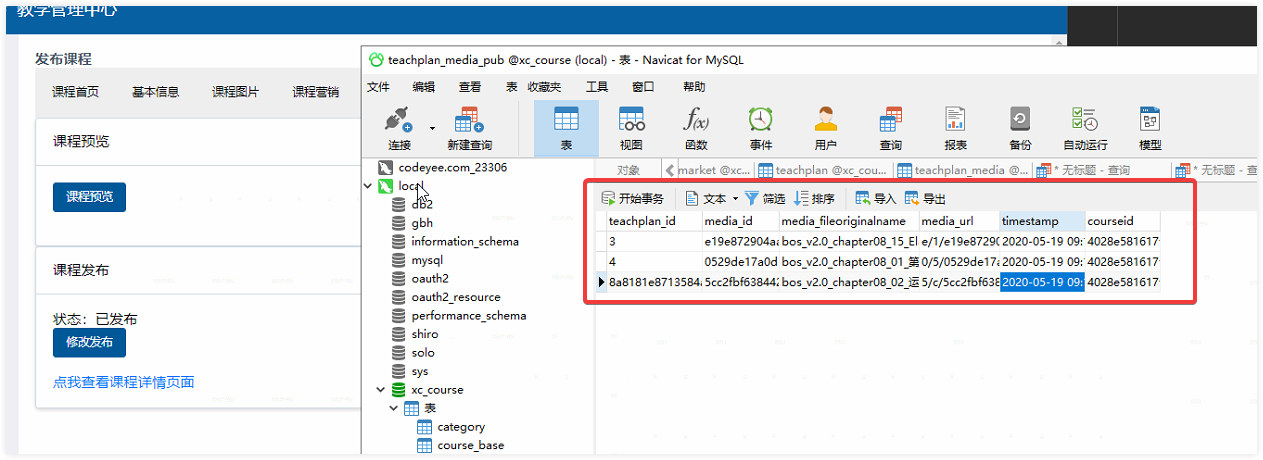 教学管理中心
发布课程
课程首页 基本信息 课程图片 课程营销
课程预览
课程预览
课程发布
状态：已发布
修改发布
点我查看课程详情页面
teachplan_media_pub @xc_course (local) - 表 - Navicat for MySQL
文件 编辑 查看 表 收藏夹 工具 窗口 帮助
连接 新建查询 表 视图 函数 事件 用户 查询 报表 备份 自动运行 模型
f(x)
对象 market @xc... teachplan @xc_cou... teachplan_media @... * 无标题 - 查询 * 无标题 - 查
codeyee.com_23306
local
db2
gbh
information_schema
mysql
oauth2
oauth2_resource
performance_schema
shiro
solo
sys
xc_course
表
category
course_base
开始事务 文本 筛选 排序 导入 导出
teachplan_id media_id media_fileoriginalname media_url timestamp courseid
3 e19e872904aa bos_v2.0_chapter08_15_El e/1/e19e8729 2020-05-19 09: 4028e581617
4 0529de17a0d bos_v2.0_chapter08_01_第 0/5/0529de17a 2020-05-19 09: 4028e581617
8a8181e8713584 5cc2fbf638442 bos_v2.0_chapter08_02_运 5/c/5cc2fbf638 2020-05-19 09: 4028e581617